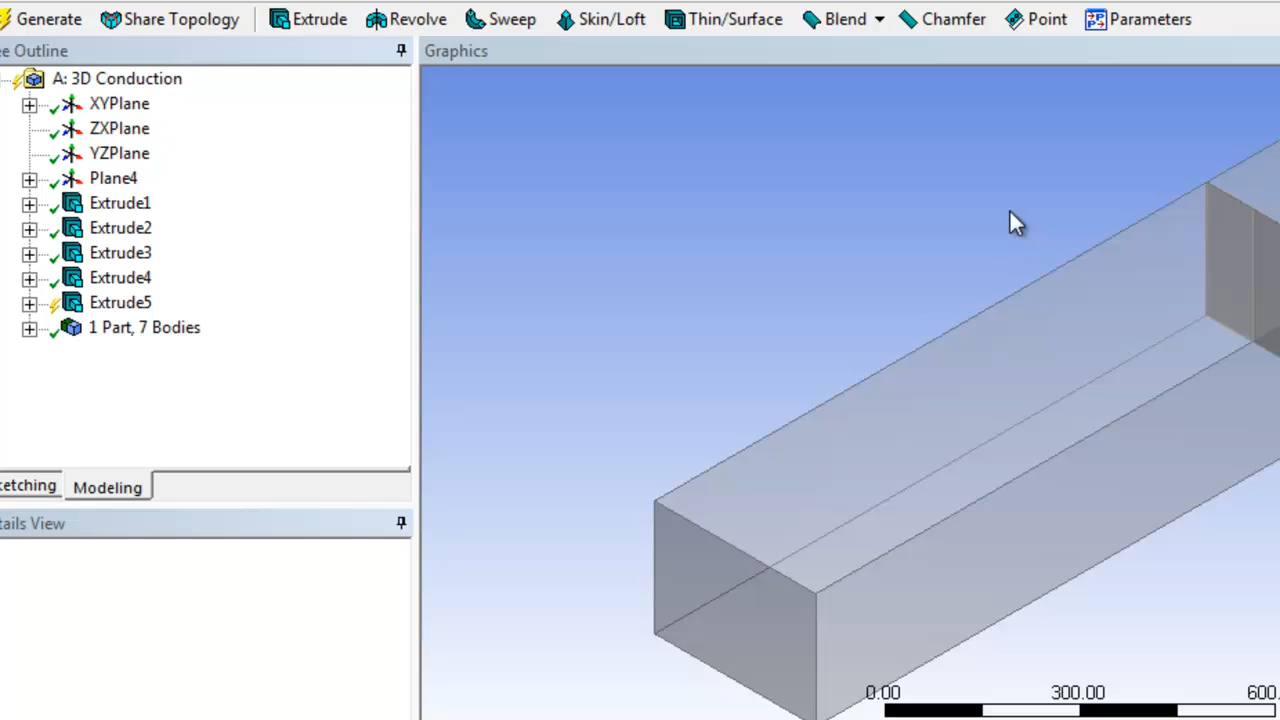 Generate Share Topology Extrude Revolve Sweep Skin/Loft Thin/Surface Blend Chamfer Point Parameters
ee Outline
Graphics
A: 3D Conduction
XYPlane
ZXPlane
YZPlane
Plane4
Extrude1
Extrude2
Extrude3
Extrude4
Extrude5
1 Part, 7 Bodies
ketching Modeling
tails View
0.00 300.00 600.